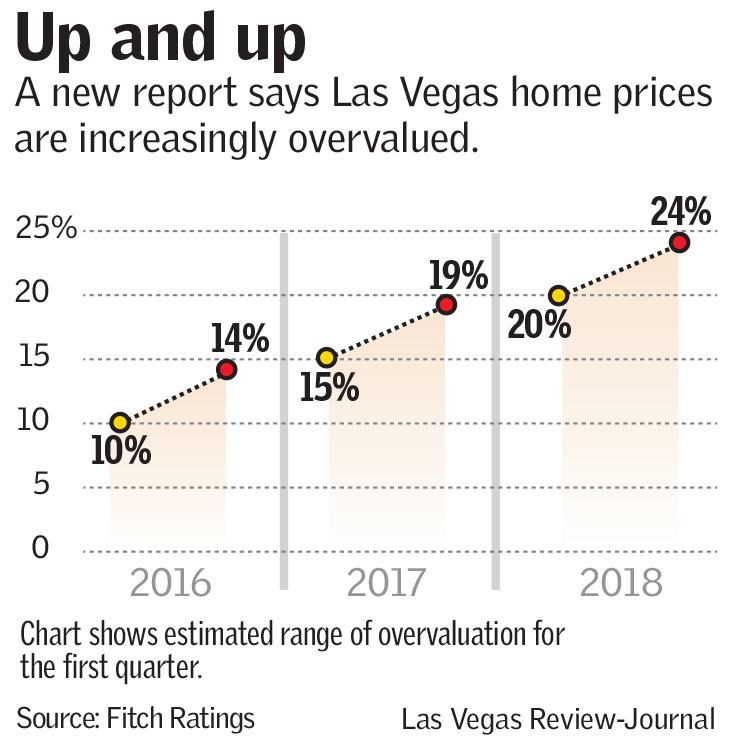 Up and up
A new report says Las Vegas home prices
are increasingly overvalued.
25%
20
15
10
5
0
10%
14%
15%
19%
20%
24%
2016
2017
2018
Chart shows estimated range of overvaluation for
the first quarter.
Source: Fitch Ratings
Las Vegas Review-Journal